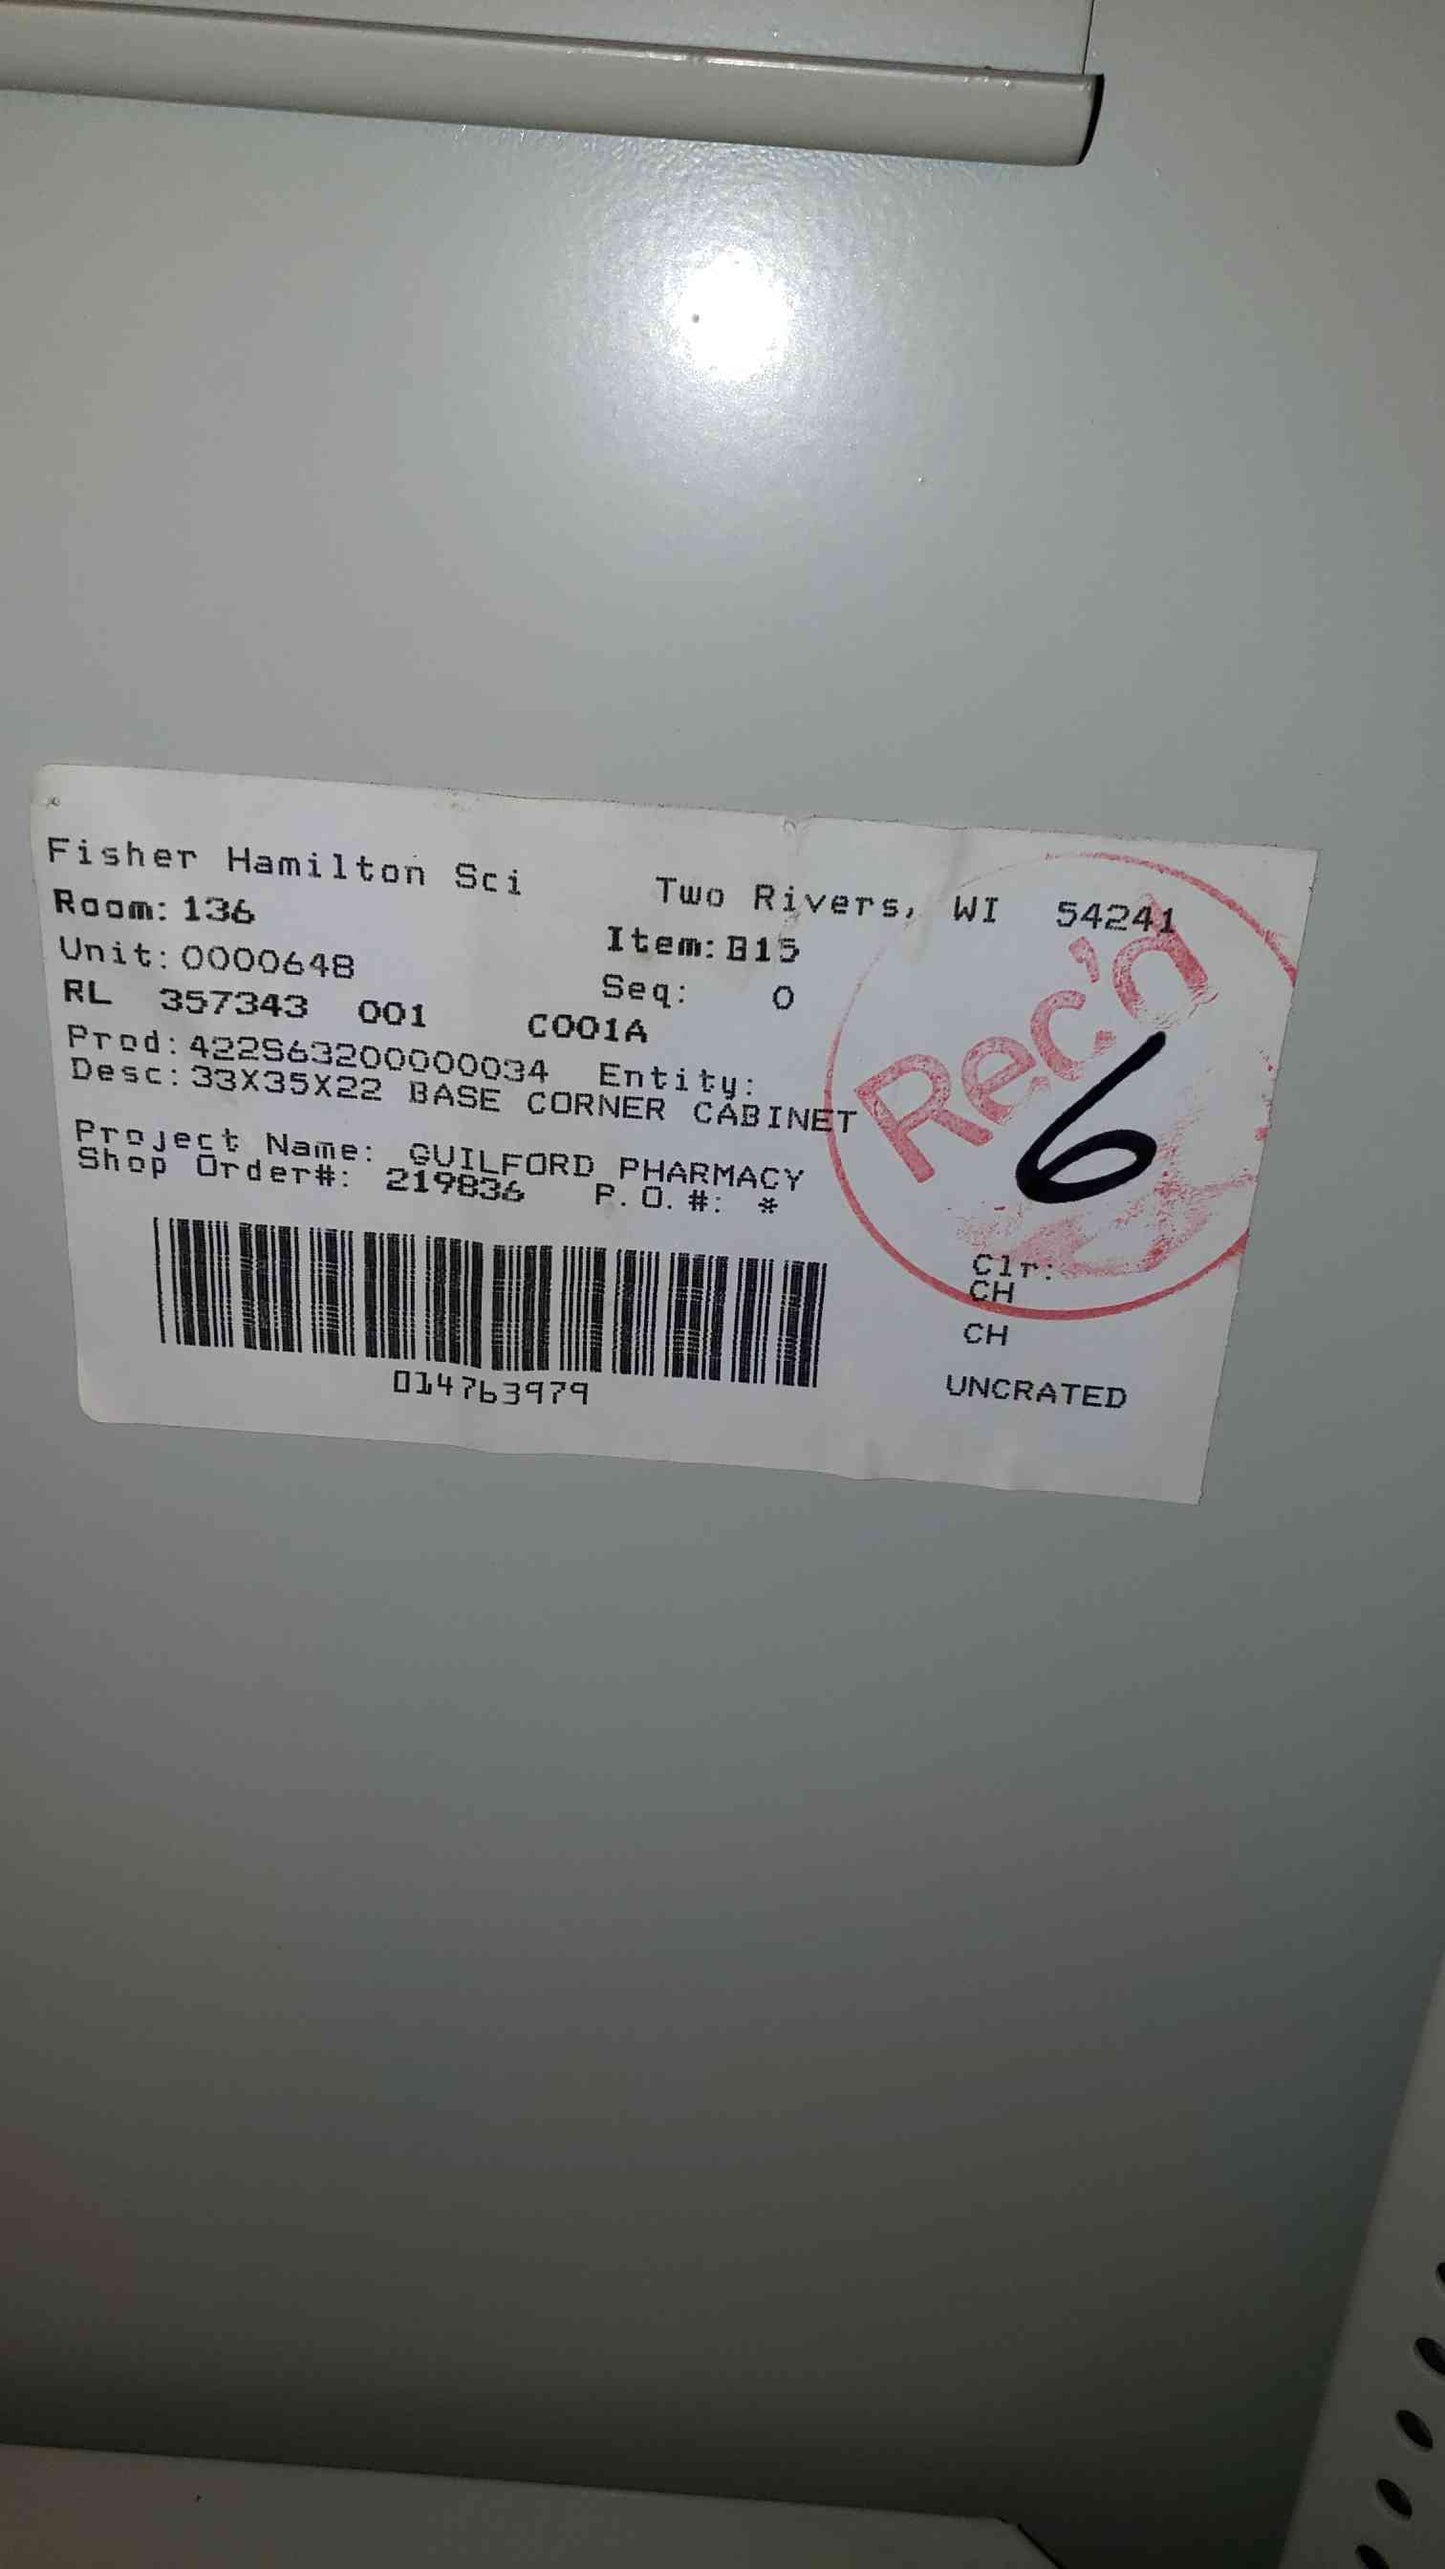 Fisher Hamilton Sci Two Rivers, WI 54241
Room: 136 Item: B15
Unit: 0000648 Seq: 0
RL 357343 001 C001A
Prod: 422S63200000034 Entity:
Desc: 33X35X22 BASE CORNER CABINET
Project Name: GUILFORD PHARMACY
Shop Order#: 219836 P.O.#: *
Rec'd
6
Clr:
CH
CH
UNCRATED
014763979